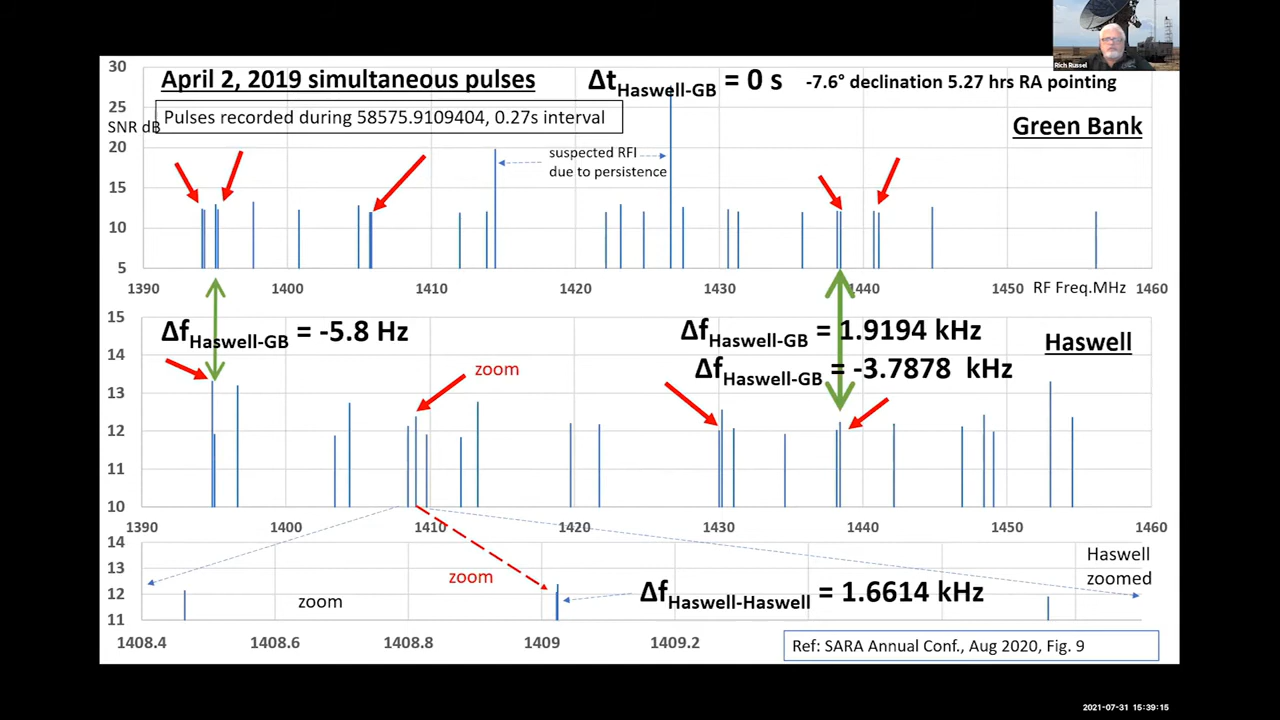 Rich Russel
30
April 2, 2019 simultaneous pulses
Δt Haswell-GB = 0 s
-7.6° declination 5.27 hrs RA pointing
25
Pulses recorded during 58575.9109404, 0.27s interval
SNR dB
Green Bank
20
suspected RFI
due to persistence
15
10
5
1390 1400 1410 1420 1430 1440 RF Freq.MHz 1460
15
Δf Haswell-GB = -5.8 Hz
Δf Haswell-GB = 1.9194 kHz
Haswell
14
zoom
Δf Haswell-GB = -3.7878 kHz
13
12
11
10
1390 1400 1410 1420 1430 1440 1450 1460
14
Haswell
zoomed
13
zoom
12
zoom
Δf Haswell-Haswell = 1.6614 kHz
11
1408.4 1408.6 1408.8 1409 1409.2
Ref: SARA Annual Conf., Aug 2020, Fig. 9
2021-07-31 15:39:15